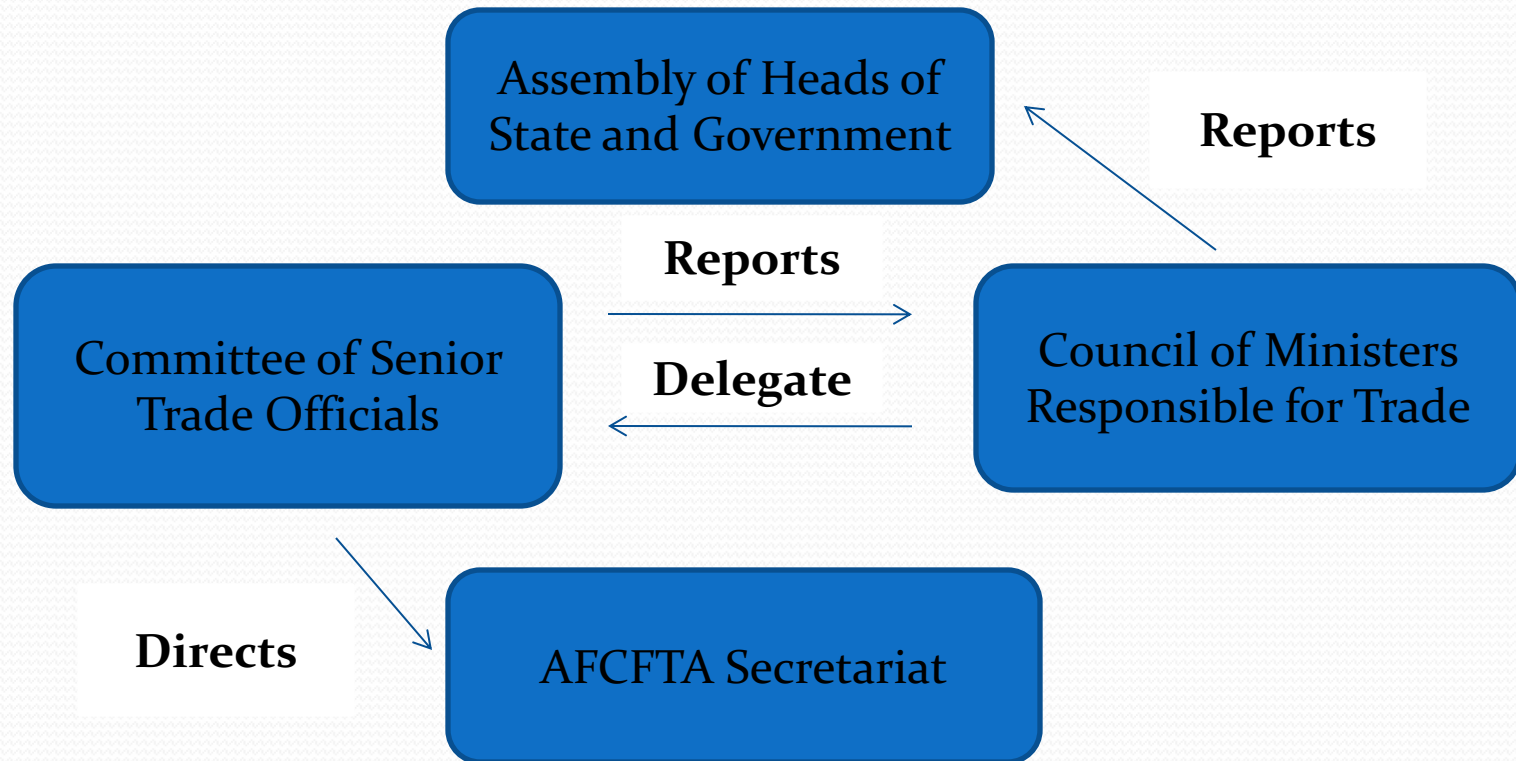 Assembly of Heads of
State and Government
Reports
Reports
Committee of Senior
Trade Officials
Delegate
Council of Ministers
Responsible for Trade
Directs
AFCFTA Secretariat